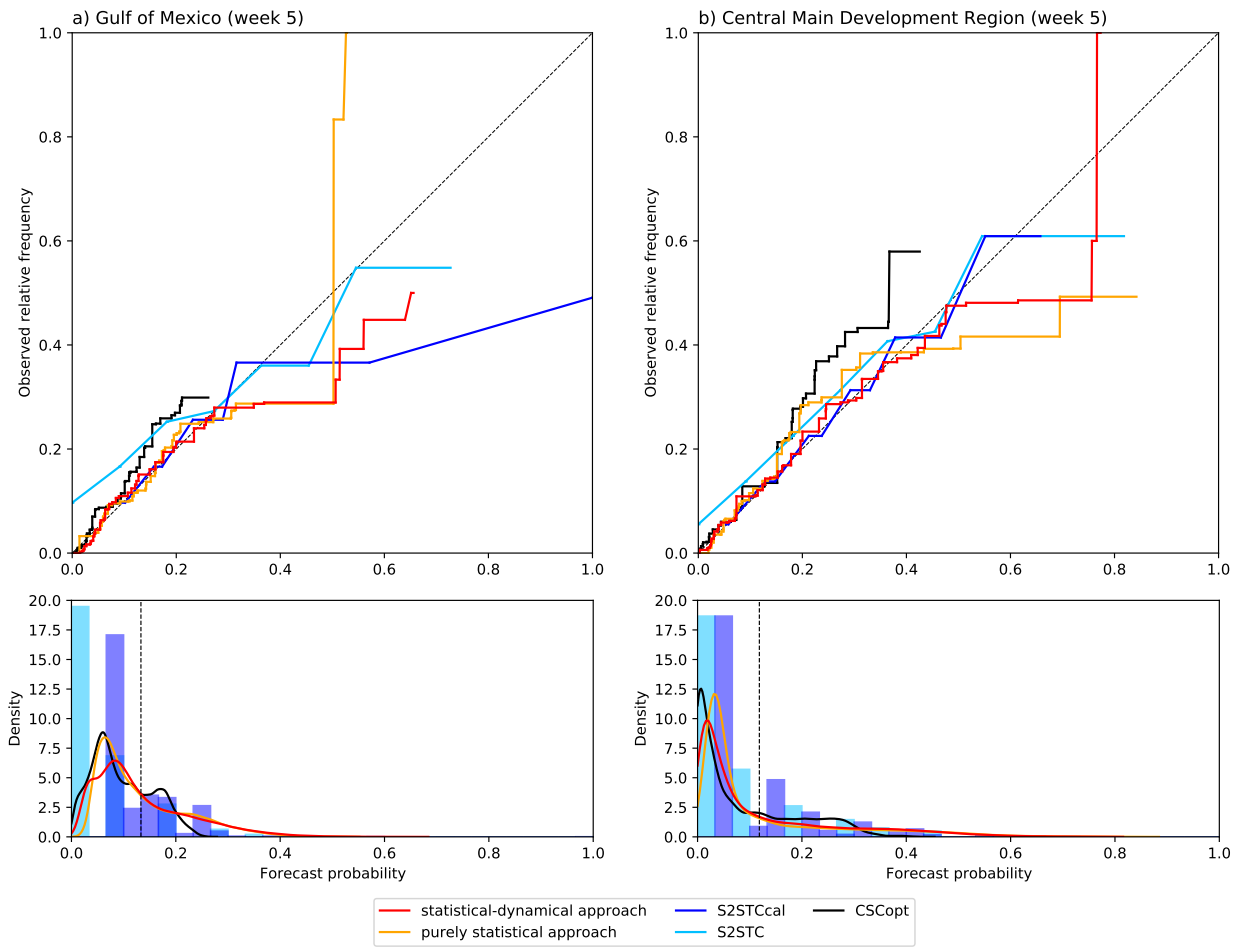 a) Gulf of Mexico (week 5)
1.0
0.8
0.6
0.4
0.2
0.0
Observed relative frequency
0.0 0.2 0.4 0.6 0.8 1.0
b) Central Main Development Region (week 5)
1.0
0.8
0.6
0.4
0.2
0.0
Observed relative frequency
0.0 0.2 0.4 0.6 0.8 1.0
20.0
17.5
15.0
12.5
10.0
7.5
5.0
2.5
0.0
Density
0.0 0.2 0.4 0.6 0.8 1.0
Forecast probability
20.0
17.5
15.0
12.5
10.0
7.5
5.0
2.5
0.0
Density
0.0 0.2 0.4 0.6 0.8 1.0
Forecast probability
statistical-dynamical approach
purely statistical approach
S2STCcal
S2STC
CSCopt